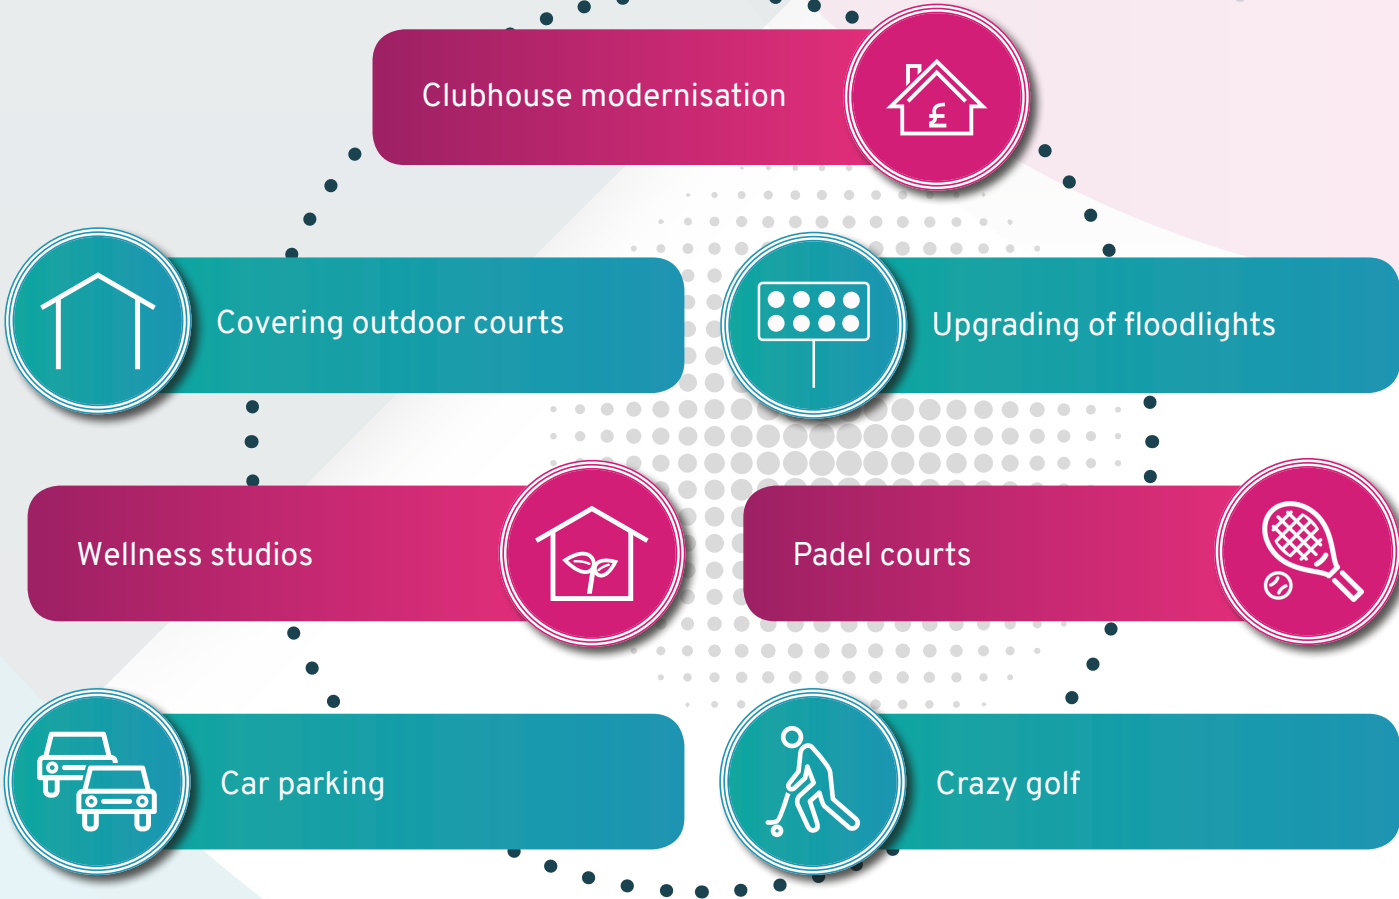 Clubhouse modernisation
£
Covering outdoor courts
Upgrading of floodlights
Wellness studios
Padel courts
Car parking
Crazy golf